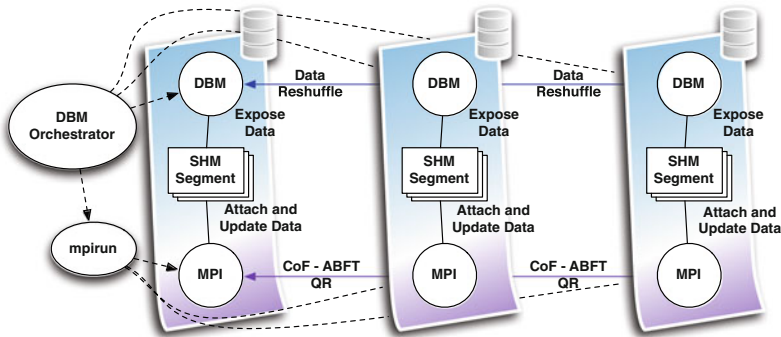 DBM
Orchestrator
mpirun
DBM
Data
Reshuffle
DBM
Data
Reshuffle
DBM
Expose
Data
Expose
Data
Expose
Data
SHM
Segment
SHM
Segment
SHM
Segment
Attach and
Update Data
Attach and
Update Data
Attach and
Update Data
MPI
CoF - ABFT
QR
MPI
CoF - ABFT
QR
MPI